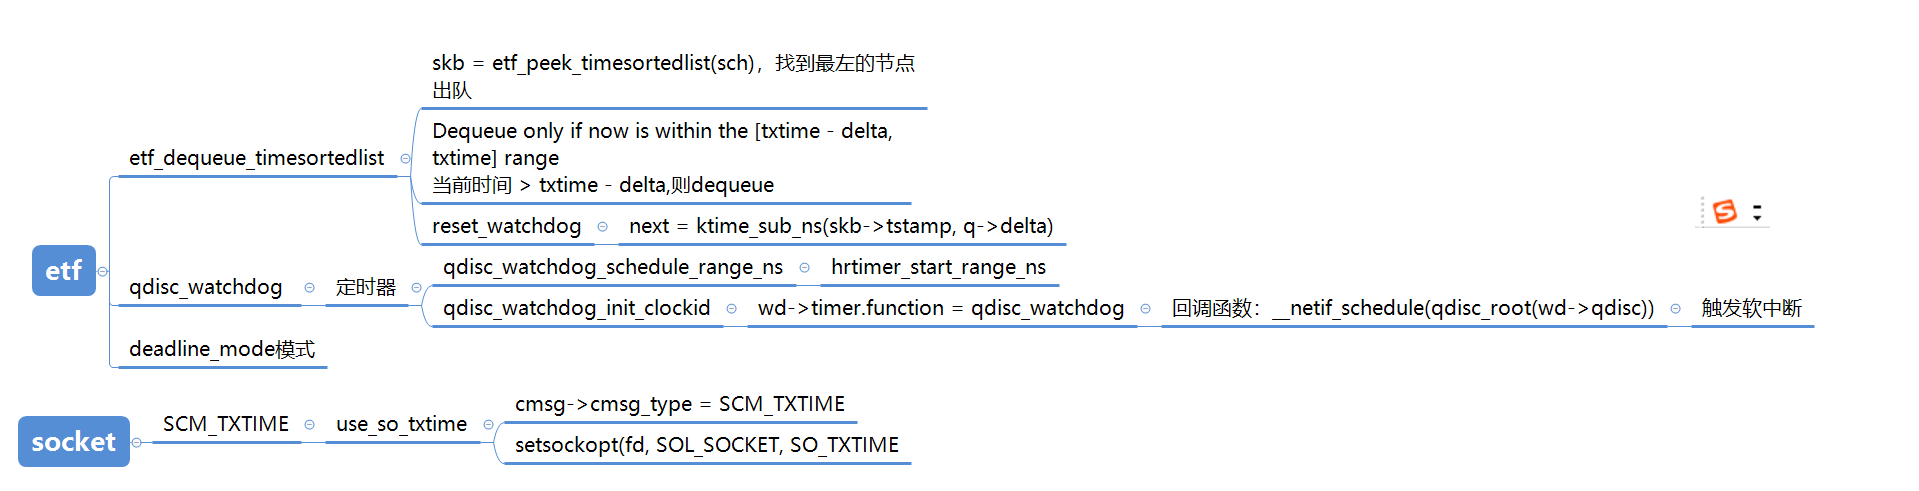 skb = etf_peek_timesortedlist(sch)，找到最左的节点
出队
Dequeue only if now is within the [txtime - delta,
txtime] range
当前时间 > txtime - delta,则dequeue
etf_dequeue_timesortedlist
reset_watchdog
next = ktime_sub_ns(skb->tstamp, q->delta)
etf
qdisc_watchdog
定时器
qdisc_watchdog_schedule_range_ns
hrtimer_start_range_ns
qdisc_watchdog_init_clockid
wd->timer.function = qdisc_watchdog
回调函数：__netif_schedule(qdisc_root(wd->qdisc))
触发软中断
deadline_mode模式
socket
SCM_TXTIME
use_so_txtime
cmsg->cmsg_type = SCM_TXTIME
setsockopt(fd, SOL_SOCKET, SO_TXTIME